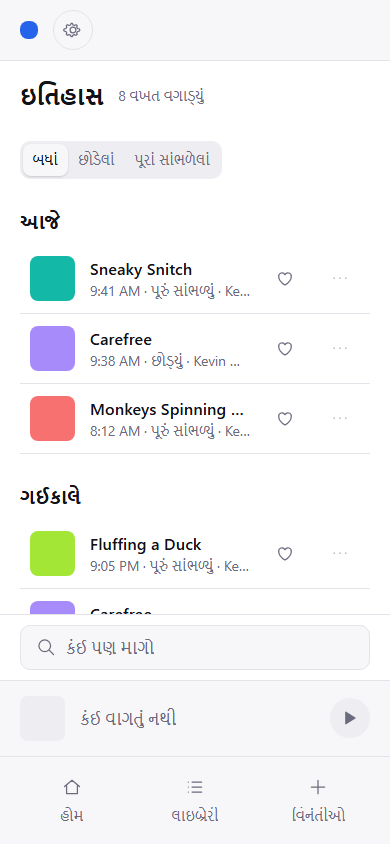 ઇતિહાસ
8 વખત વગાડ્યું
બધાં
છોડેલાં
પૂરાં સાંભળેલાં
આજે
Sneaky Snitch
9:41 AM · પૂરું સાંભળ્યું · Ke...
Carefree
9:38 AM · છોડ્યું · Kevin ...
Monkeys Spinning ...
8:12 AM · પૂરું સાંભળ્યું · Ke...
ગઈકાલે
Fluffing a Duck
9:05 PM · પૂરું સાંભળ્યું · Ke...
Carefree
કંઈ પણ માગો
કંઈ વાગતું નથી
હોમ
લાઇબ્રેરી
વિનંતીઓ